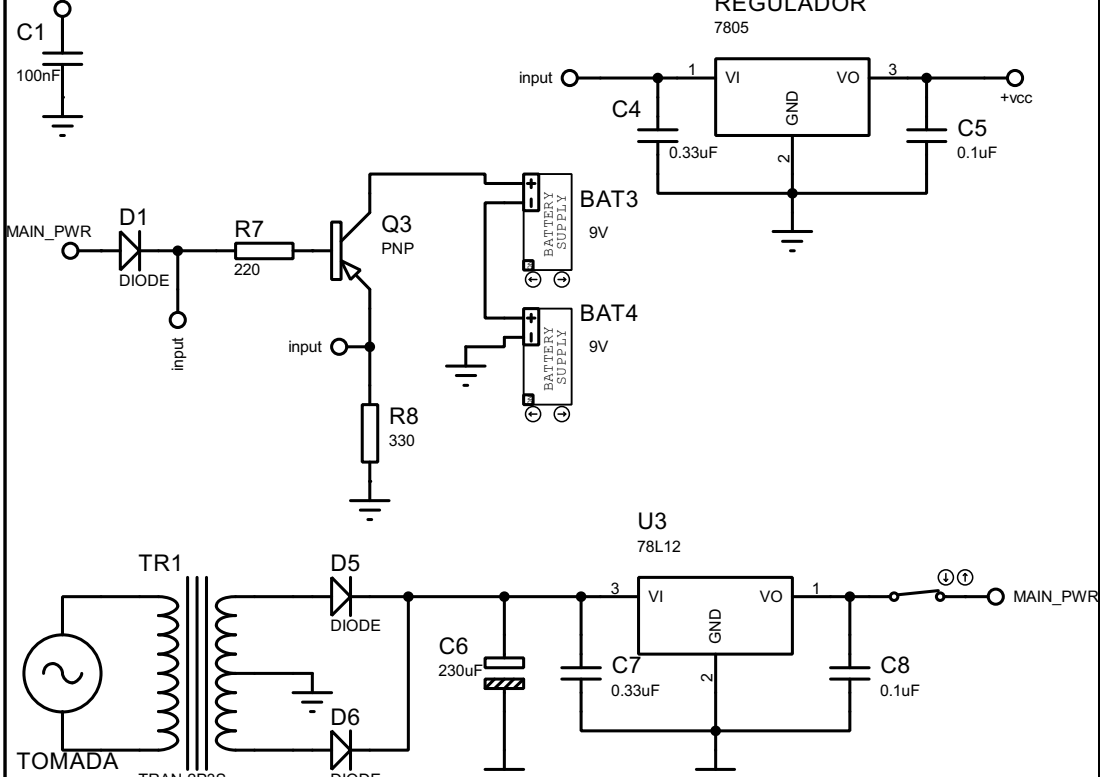 REGULADOR
7805
C1
100nF
input
1
VI
VO
3
GND
2
+vcc
C4
0.33uF
C5
0.1uF
MAIN_PWR
D1
DIODE
R7
220
Q3
PNP
BATTERY
SUPPLY
BAT3
9V
input
input
BATTERY
SUPPLY
BAT4
9V
R8
330
U3
78L12
TR1
D5
DIODE
3
VI
VO
1
GND
2
MAIN_PWR
C6
230uF
C7
0.33uF
C8
0.1uF
D6
DIODE
TOMADA
TRAN-2P3S